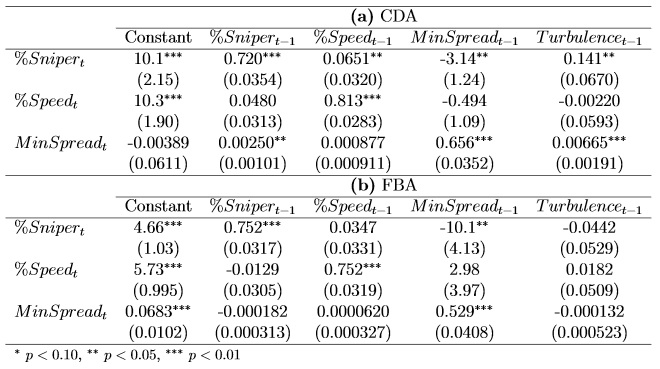 (a) CDA
Constant %Sniper_{t−1} %Speed_{t−1} MinSpread_{t−1} Turbulence_{t−1}
%Sniper_t 10.1*** 0.720*** 0.0651** -3.14** 0.141**
(2.15) (0.0354) (0.0320) (1.24) (0.0670)
%Speed_t 10.3*** 0.0480 0.813*** -0.494 -0.00220
(1.90) (0.0313) (0.0283) (1.09) (0.0593)
MinSpread_t -0.00389 0.00250** 0.000877 0.656*** 0.00665***
(0.0611) (0.00101) (0.000911) (0.0352) (0.00191)
(b) FBA
Constant %Sniper_{t−1} %Speed_{t−1} MinSpread_{t−1} Turbulence_{t−1}
%Sniper_t 4.66*** 0.752*** 0.0347 -10.1** -0.0442
(1.03) (0.0317) (0.0331) (4.13) (0.0529)
%Speed_t 5.73*** -0.0129 0.752*** 2.98 0.0182
(0.995) (0.0305) (0.0319) (3.97) (0.0509)
MinSpread_t 0.0683*** -0.000182 0.0000620 0.529*** -0.000132
(0.0102) (0.000313) (0.000327) (0.0408) (0.000523)
* p < 0.10, ** p < 0.05, *** p < 0.01